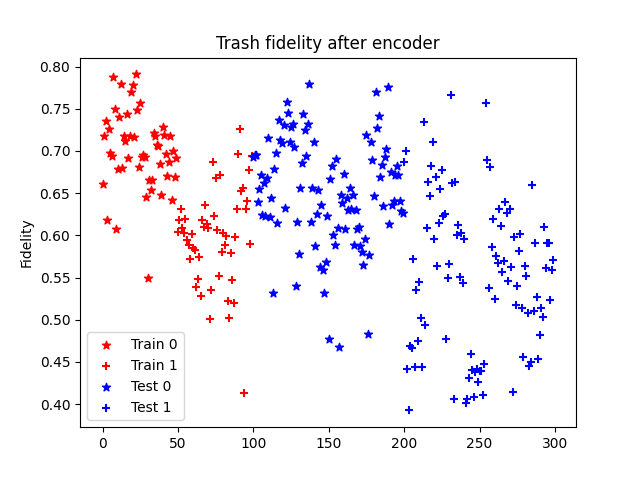 Trash fidelity after encoder
0.80
0.75
0.70
0.65
0.60
0.55
0.50
0.45
0.40
Fidelity
Train 0
Train 1
Test 0
Test 1
0 50 100 150 200 250 300